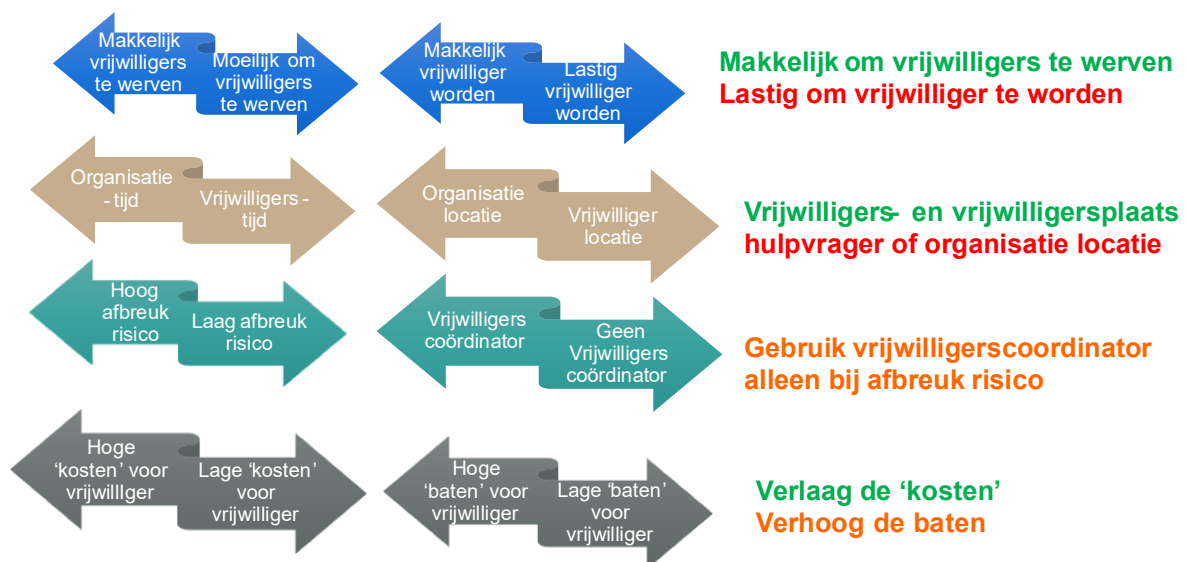 Makkelijk
vrijwilligers
te werven
Moeilijk om
vrijwilligers
te werven
Makkelijk
vrijwilliger
worden
Lastig
vrijwilliger
worden
Makkelijk om vrijwilligers te werven
Lastig om vrijwilliger te worden
Organisatie
- tijd
Vrijwilligers -
tijd
Organisatie
locatie
Vrijwilliger
locatie
Vrijwilligers- en vrijwilligersplaats
hulpvrager of organisatie locatie
Hoog
afbreuk
risico
Laag afbreuk
risico
Vrijwilligers
coördinator
Geen
Vrijwilligers
coördinator
Gebruik vrijwilligerscoordinator
alleen bij afbreuk risico
Hoge
‘kosten’ voor
vrijwilllger
Lage ‘kosten’
voor
vrijwilliger
Hoge
‘baten’ voor
vrijwilliger
Lage ‘baten’
voor
vrijwilliger
Verlaag de ‘kosten’
Verhoog de baten